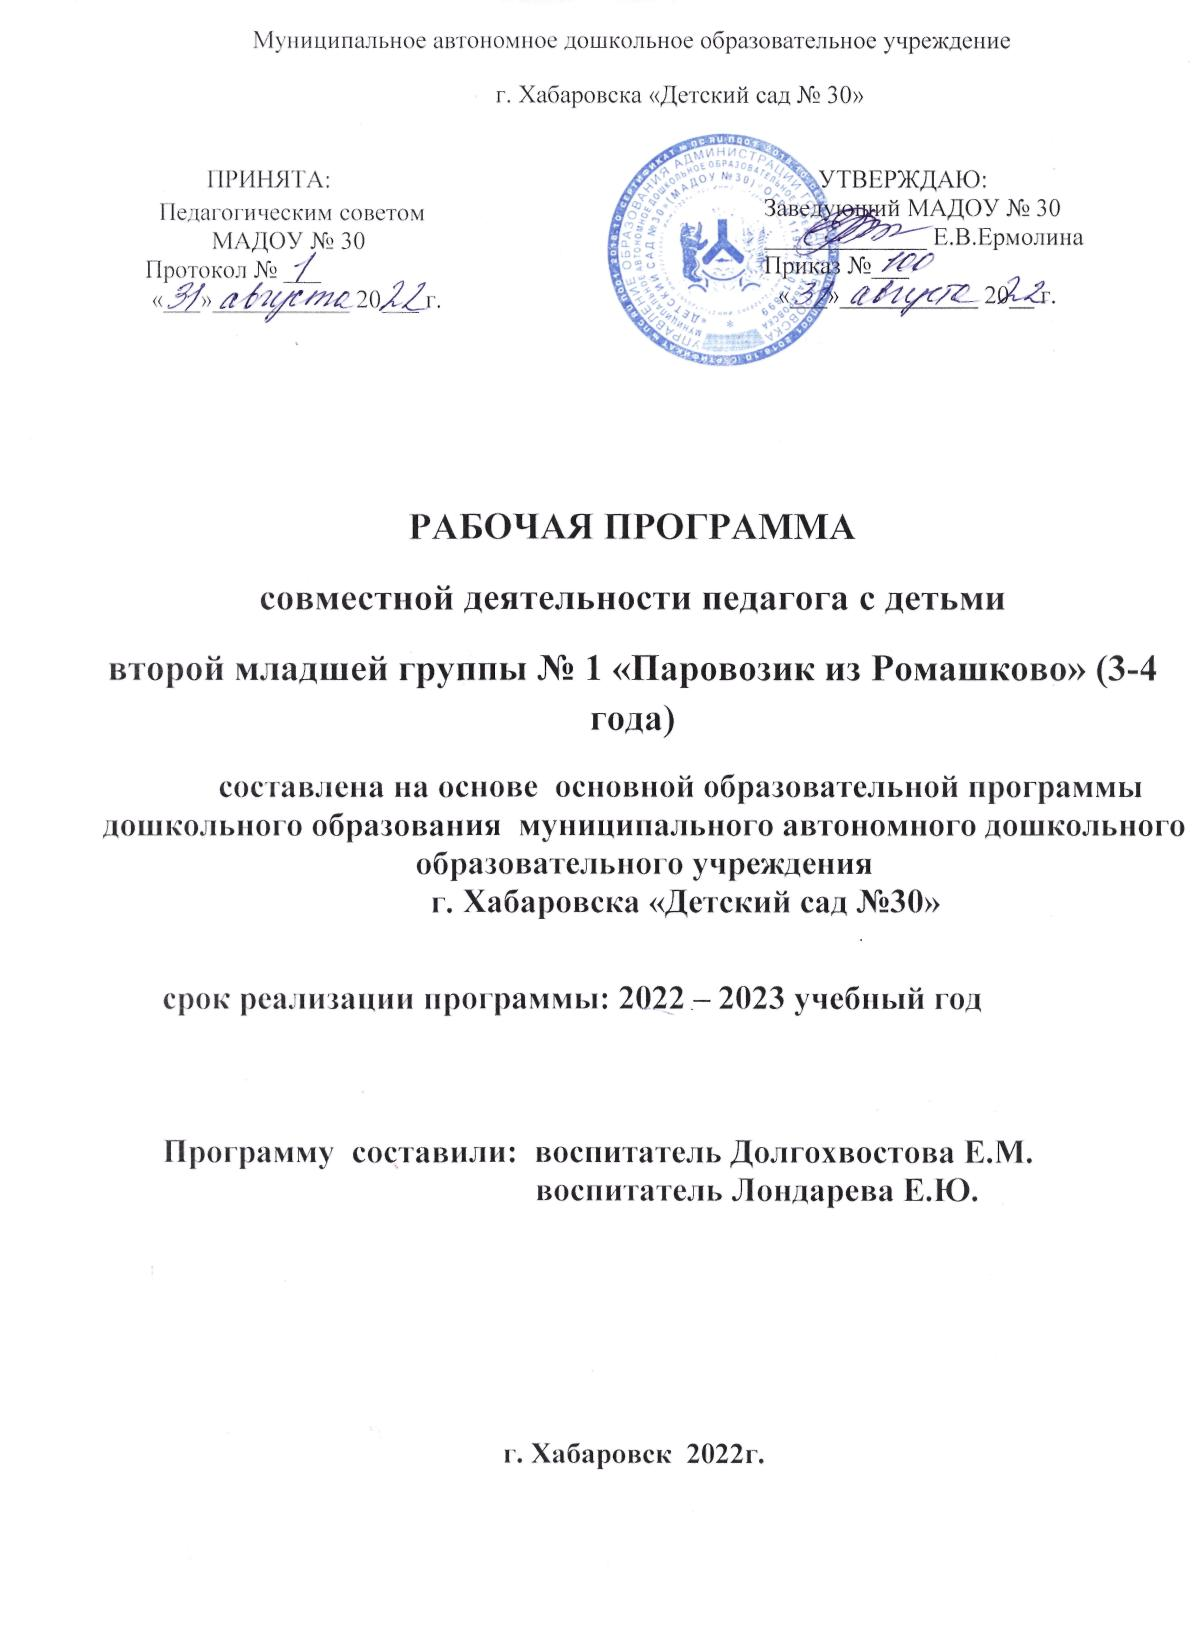 Муниципальное автономное дошкольное образовательное учреждение
г. Хабаровска «Детский сад № 30»
ПРИНЯТА:
Педагогическим советом
МАДОУ № 30
Протокол № 1
«31» августа 2022г.
УТВЕРЖДАЮ:
Заведующий МАДОУ № 30
Е.В.Ермолина
Приказ № 100
«31» августа 2022г.
РАБОЧАЯ ПРОГРАММА
совместной деятельности педагога с детьми
второй младшей группы № 1 «Паровозик из Ромашково» (3-4
года)
составлена на основе основной образовательной программы
дошкольного образования муниципального автономного дошкольного
образовательного учреждения
г. Хабаровска «Детский сад №30»
срок реализации программы: 2022 – 2023 учебный год
Программу составили: воспитатель Долгохвостова Е.М.
воспитатель Лондарева Е.Ю.
г. Хабаровск 2022г.